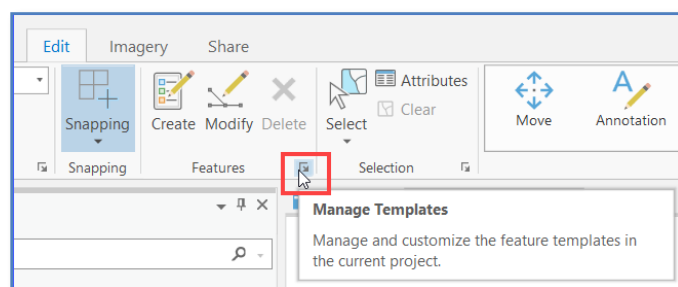 Edit Imagery Share
Snapping Create Modify Delete Select Attributes Clear Move Annotation
Snapping Features Selection
Manage Templates
Manage and customize the feature templates in
the current project.